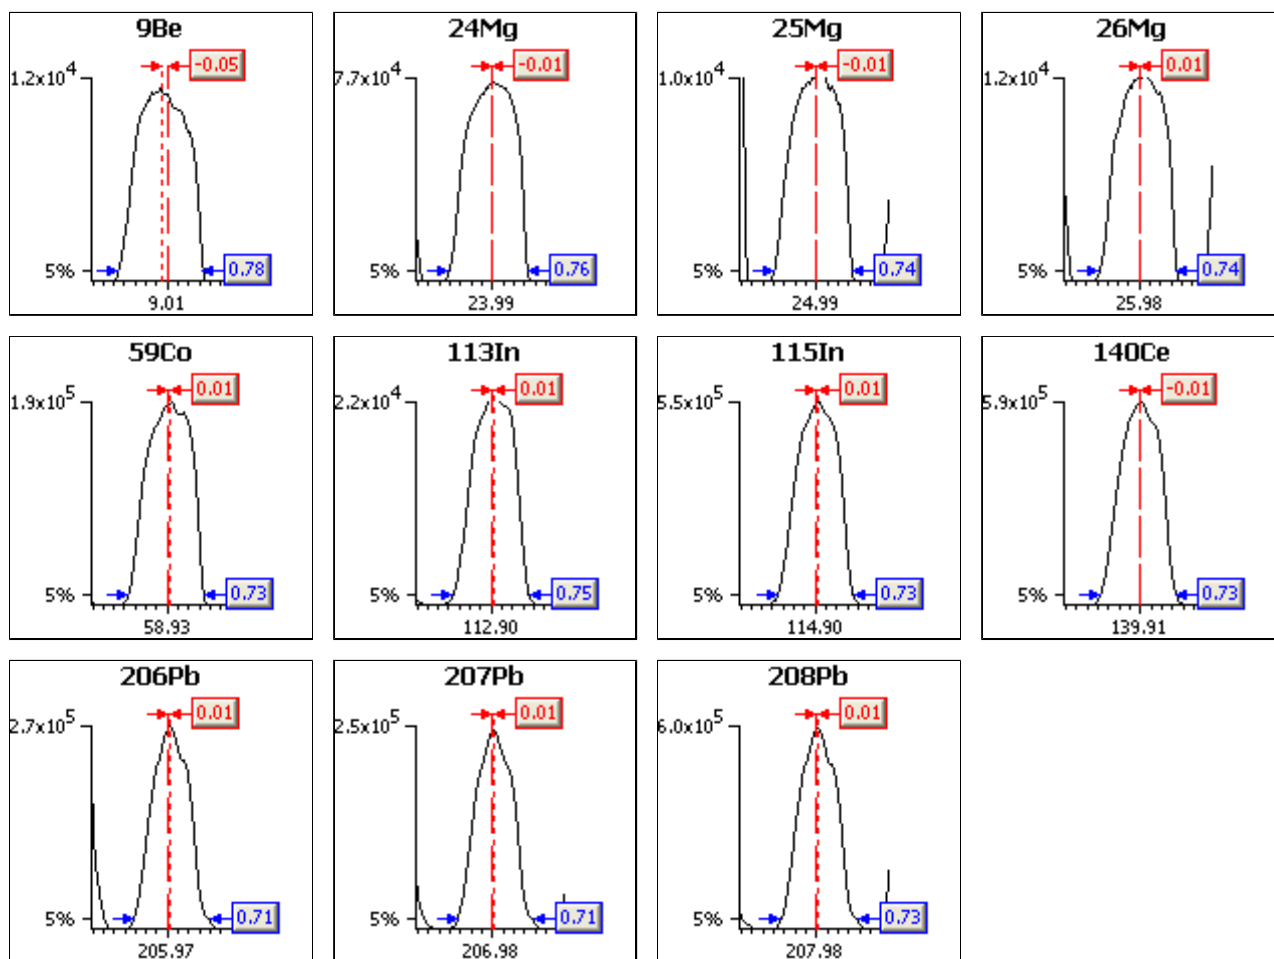 9Be
-0.05
1.2x10^4
5%
0.78
9.01
24Mg
-0.01
7.7x10^4
5%
0.76
23.99
25Mg
-0.01
1.0x10^4
5%
0.74
24.99
26Mg
0.01
1.2x10^4
5%
0.74
25.98
59Co
0.01
1.9x10^5
5%
0.73
58.93
113In
0.01
2.2x10^4
5%
0.75
112.90
115In
0.01
5.5x10^5
5%
0.73
114.90
140Ce
-0.01
5.9x10^5
5%
0.73
139.91
206Pb
0.01
2.7x10^5
5%
0.71
205.97
207Pb
0.01
2.5x10^5
5%
0.71
206.98
208Pb
0.01
6.0x10^5
5%
0.73
207.98